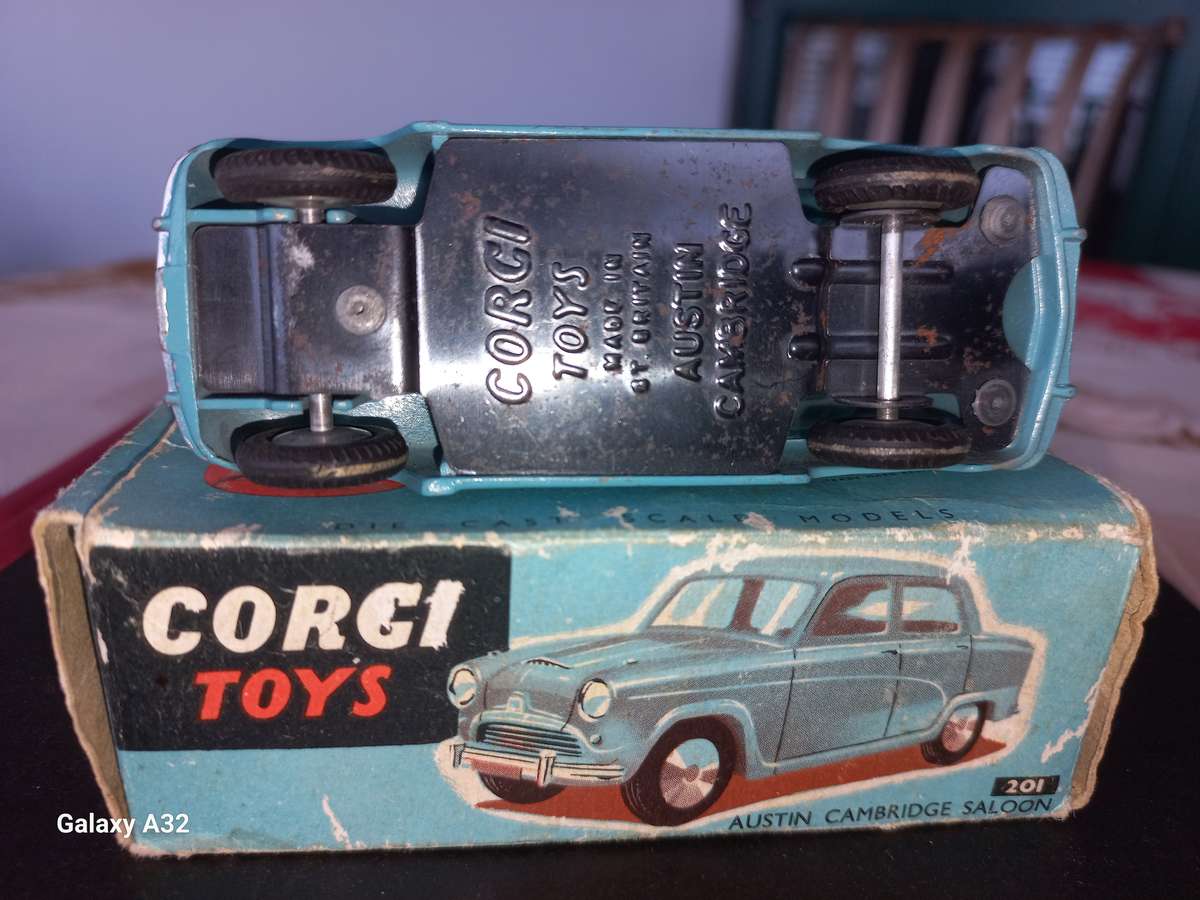 CORGI
TOYS
MADE IN
GT. BRITAIN
AUSTIN
CAMBRIDGE
DIE CAST SCALE MODELS
CORGI
TOYS
201
AUSTIN CAMBRIDGE SALOON
Galaxy A32